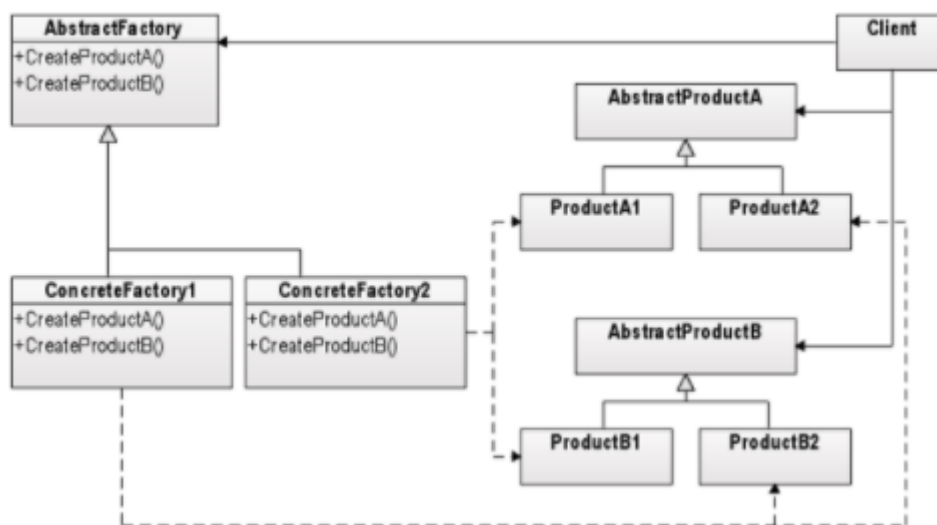 AbstractFactory
+CreateProductA()
+CreateProductB()
Client
AbstractProductA
ProductA1
ProductA2
ConcreteFactory1
+CreateProductA()
+CreateProductB()
ConcreteFactory2
+CreateProductA()
+CreateProductB()
AbstractProductB
ProductB1
ProductB2